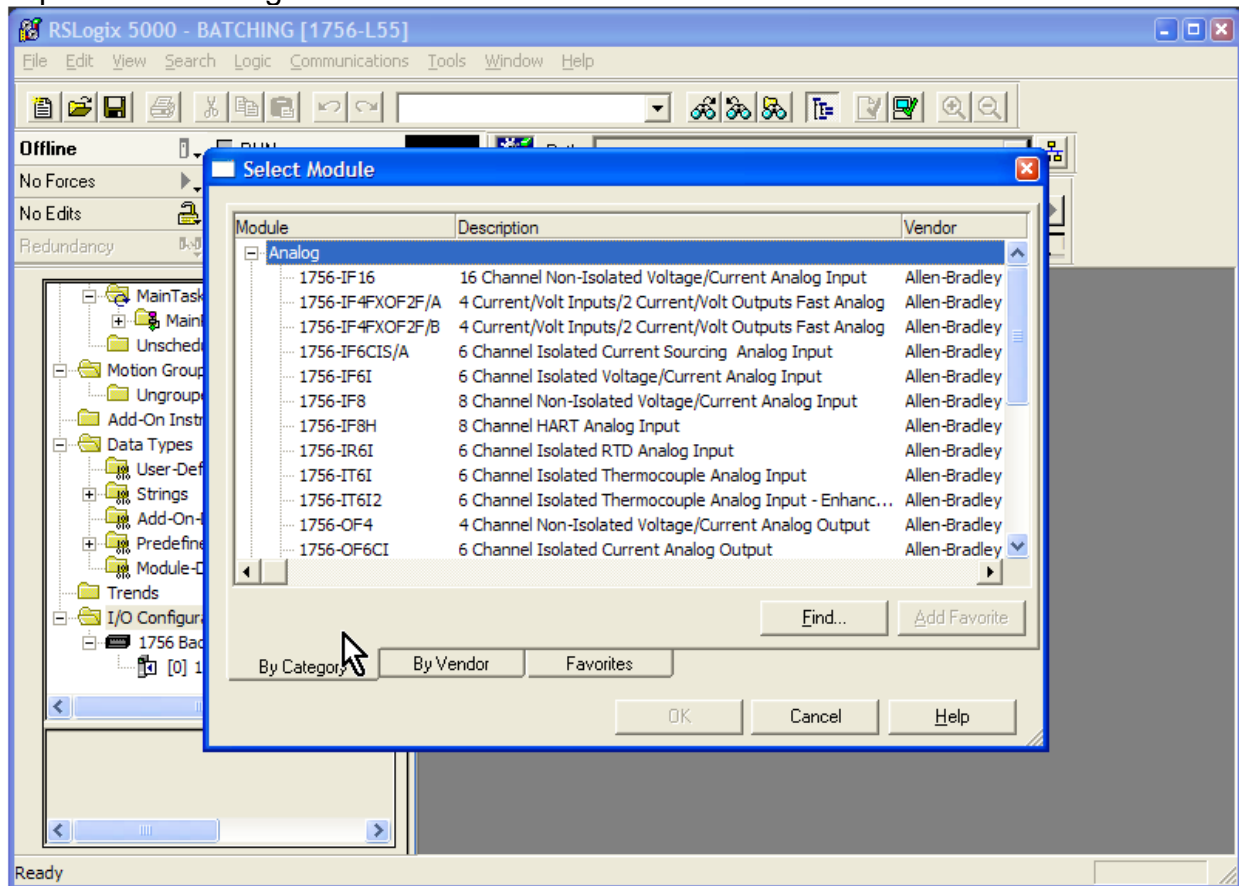 RSLogix 5000 - BATCHING [1756-L55]
File Edit View Search Logic Communications Tools Window Help
Offline
No Forces
No Edits
Redundancy
Select Module
Module Description Vendor
Analog
1756-IF16 16 Channel Non-Isolated Voltage/Current Analog Input Allen-Bradley
1756-IF4FXOF2F/A 4 Current/Volt Inputs/2 Current/Volt Outputs Fast Analog Allen-Bradley
1756-IF4FXOF2F/B 4 Current/Volt Inputs/2 Current/Volt Outputs Fast Analog Allen-Bradley
1756-IF6CIS/A 6 Channel Isolated Current Sourcing Analog Input Allen-Bradley
1756-IF6I 6 Channel Isolated Voltage/Current Analog Input Allen-Bradley
1756-IF8 8 Channel Non-Isolated Voltage/Current Analog Input Allen-Bradley
1756-IF8H 8 Channel HART Analog Input Allen-Bradley
1756-IR6I 6 Channel Isolated RTD Analog Input Allen-Bradley
1756-IT6I 6 Channel Isolated Thermocouple Analog Input Allen-Bradley
1756-IT6I2 6 Channel Isolated Thermocouple Analog Input - Enhanc... Allen-Bradley
1756-OF4 4 Channel Non-Isolated Voltage/Current Analog Output Allen-Bradley
1756-OF6CI 6 Channel Isolated Current Analog Output Allen-Bradley
Find... Add Favorite
By Category By Vendor Favorites
OK Cancel Help
MainTask
Main
Unsched
Motion Group
Ungroup
Add-On Instr
Data Types
User-Def
Strings
Add-On-
Predefine
Module-D
Trends
I/O Configur
1756 Bac
[0] 1
Ready